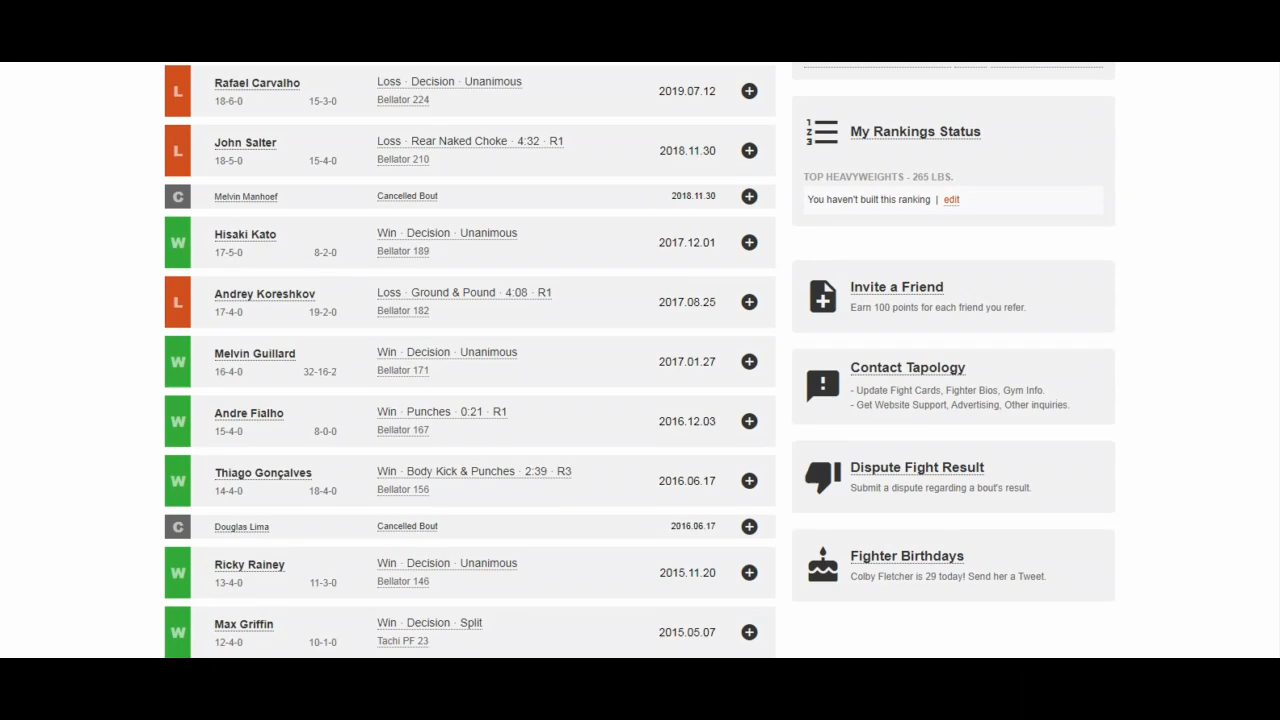 L
Rafael Carvalho
Loss · Decision · Unanimous
18-6-0
15-3-0
Bellator 224
2019.07.12
L
John Salter
Loss · Rear Naked Choke · 4:32 · R1
18-5-0
15-4-0
Bellator 210
2018.11.30
C
Melvin Manhoef
Cancelled Bout
2018.11.30
W
Hisaki Kato
Win · Decision · Unanimous
17-5-0
8-2-0
Bellator 189
2017.12.01
L
Andrey Koreshkov
Loss · Ground & Pound · 4:08 · R1
17-4-0
19-2-0
Bellator 182
2017.08.25
W
Melvin Guillard
Win · Decision · Unanimous
16-4-0
32-16-2
Bellator 171
2017.01.27
W
Andre Fialho
Win · Punches · 0:21 · R1
15-4-0
8-0-0
Bellator 167
2016.12.03
W
Thiago Gonçalves
Win · Body Kick & Punches · 2:39 · R3
14-4-0
18-4-0
Bellator 156
2016.06.17
C
Douglas Lima
Cancelled Bout
2016.06.17
W
Ricky Rainey
Win · Decision · Unanimous
13-4-0
11-3-0
Bellator 146
2015.11.20
W
Max Griffin
Win · Decision · Split
12-4-0
10-1-0
Tachi PF 23
2015.05.07
1
2
3
My Rankings Status
TOP HEAVYWEIGHTS - 265 LBS.
You haven't built this ranking | edit
Invite a Friend
Earn 100 points for each friend you refer.
Contact Tapology
- Update Fight Cards, Fighter Bios, Gym Info.
- Get Website Support, Advertising, Other inquiries.
Dispute Fight Result
Submit a dispute regarding a bout's result.
Fighter Birthdays
Colby Fletcher is 29 today! Send her a Tweet.